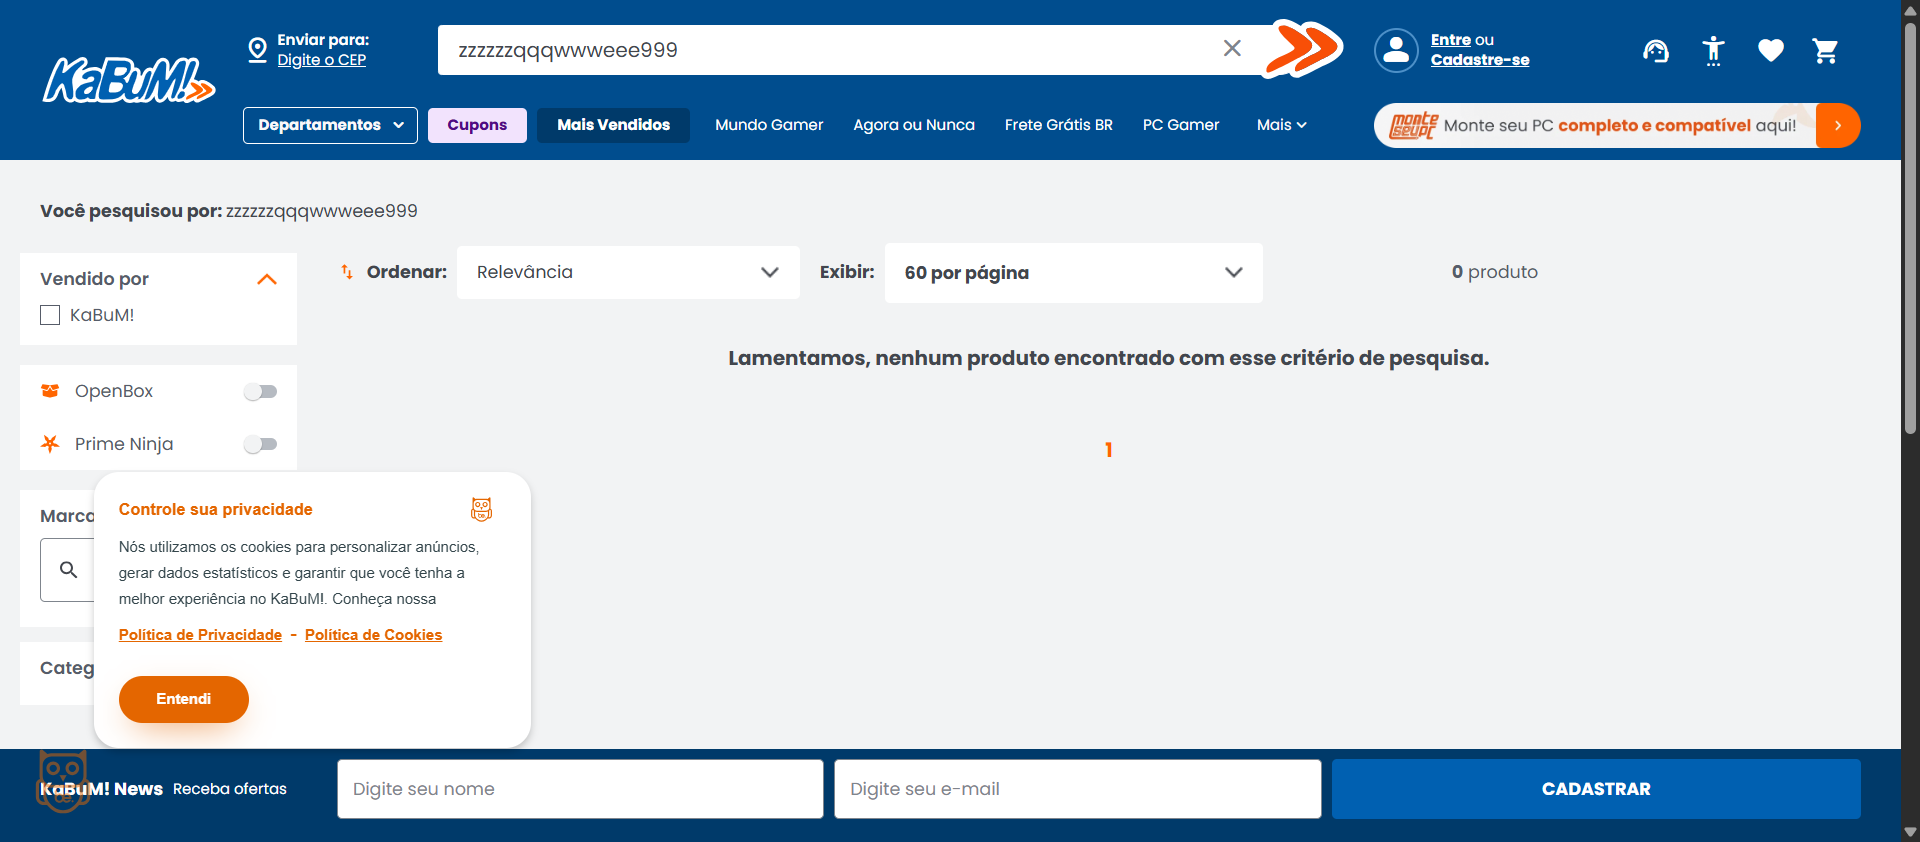 KaBuM!
Enviar para:
Digite o CEP
zzzzzzqqqwwweee999
Entre ou
Cadastre-se
Departamentos
Cupons
Mais Vendidos
Mundo Gamer
Agora ou Nunca
Frete Grátis BR
PC Gamer
Mais
monte seu pc
Monte seu PC completo e compatível aqui!
Você pesquisou por: zzzzzzqqqwwweee999
Vendido por
KaBuM!
Ordenar:
Relevância
Exibir:
60 por página
0 produto
Lamentamos, nenhum produto encontrado com esse critério de pesquisa.
OpenBox
Prime Ninja
1
Marca
Categ
Controle sua privacidade
Nós utilizamos os cookies para personalizar anúncios,
gerar dados estatísticos e garantir que você tenha a
melhor experiência no KaBuM!. Conheça nossa
Política de Privacidade - Política de Cookies
Entendi
KaBuM! News Receba ofertas
Digite seu nome
Digite seu e-mail
CADASTRAR